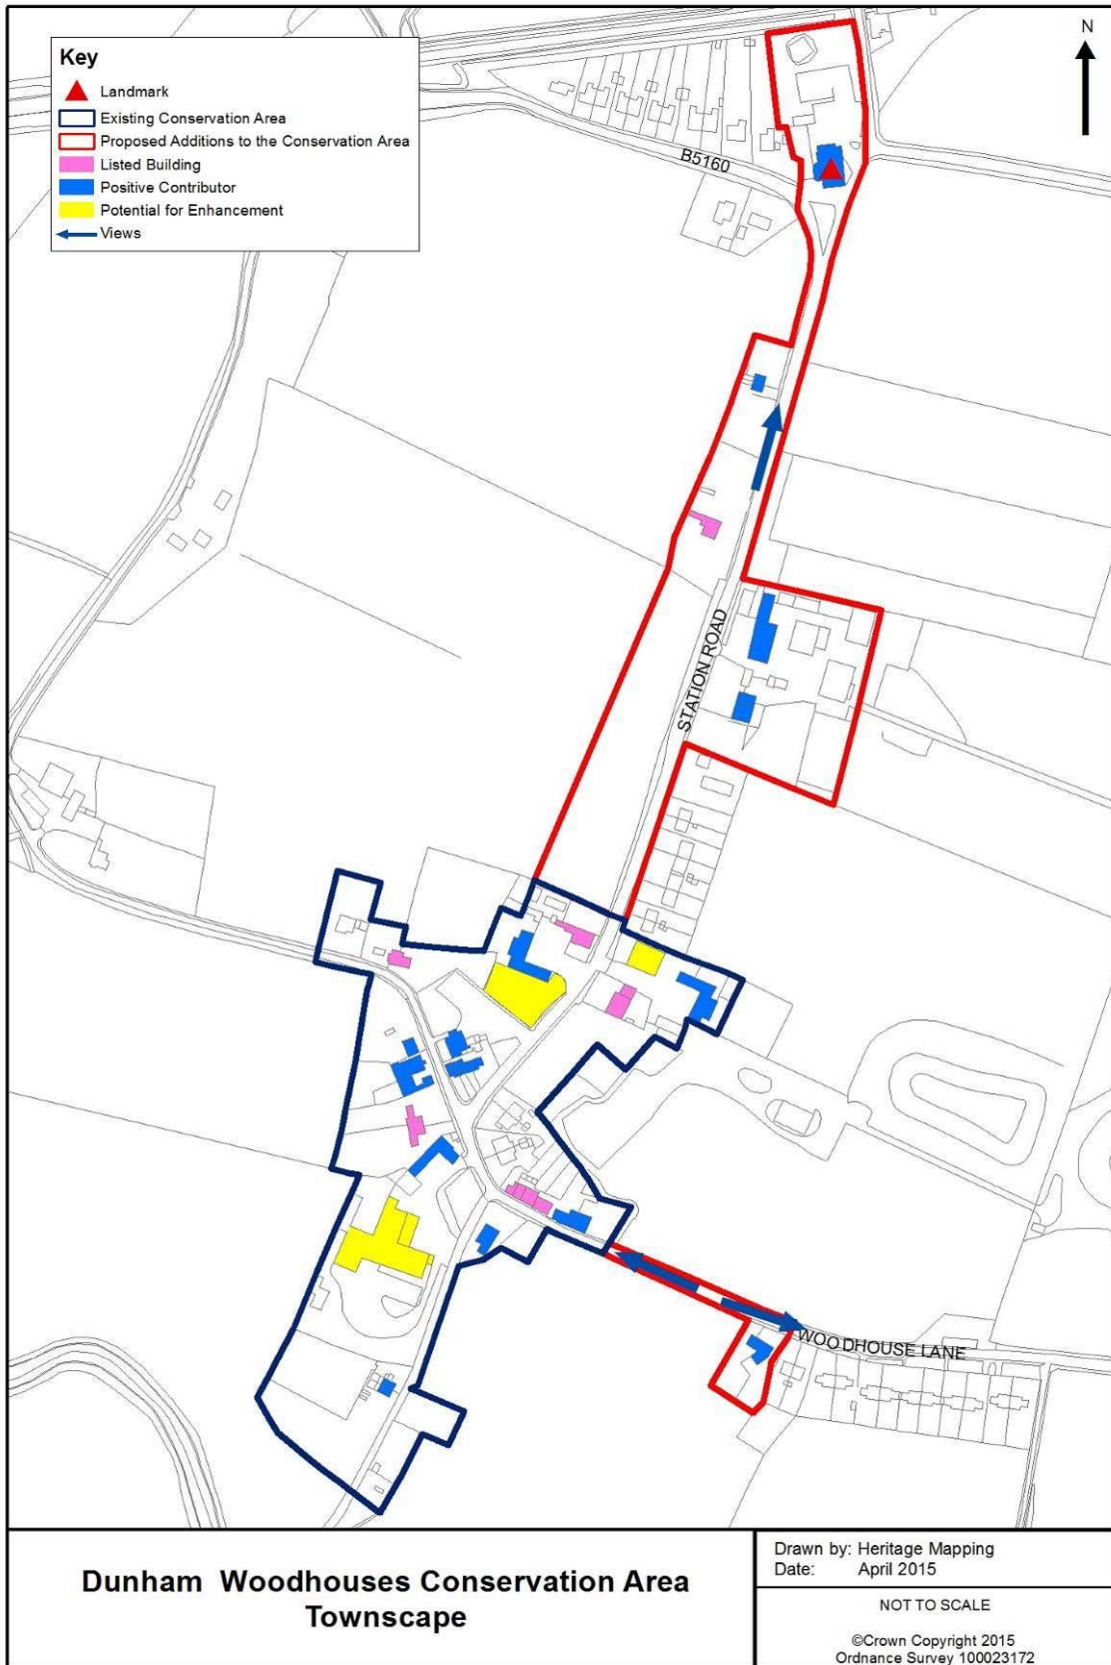 Key
Landmark
Existing Conservation Area
Proposed Additions to the Conservation Area
Listed Building
Positive Contributor
Potential for Enhancement
Views
N
B5160
STATION ROAD
WOODHOUSE LANE
Dunham Woodhouses Conservation Area
Townscape
Drawn by: Heritage Mapping
Date: April 2015
NOT TO SCALE
©Crown Copyright 2015
Ordnance Survey 100023172